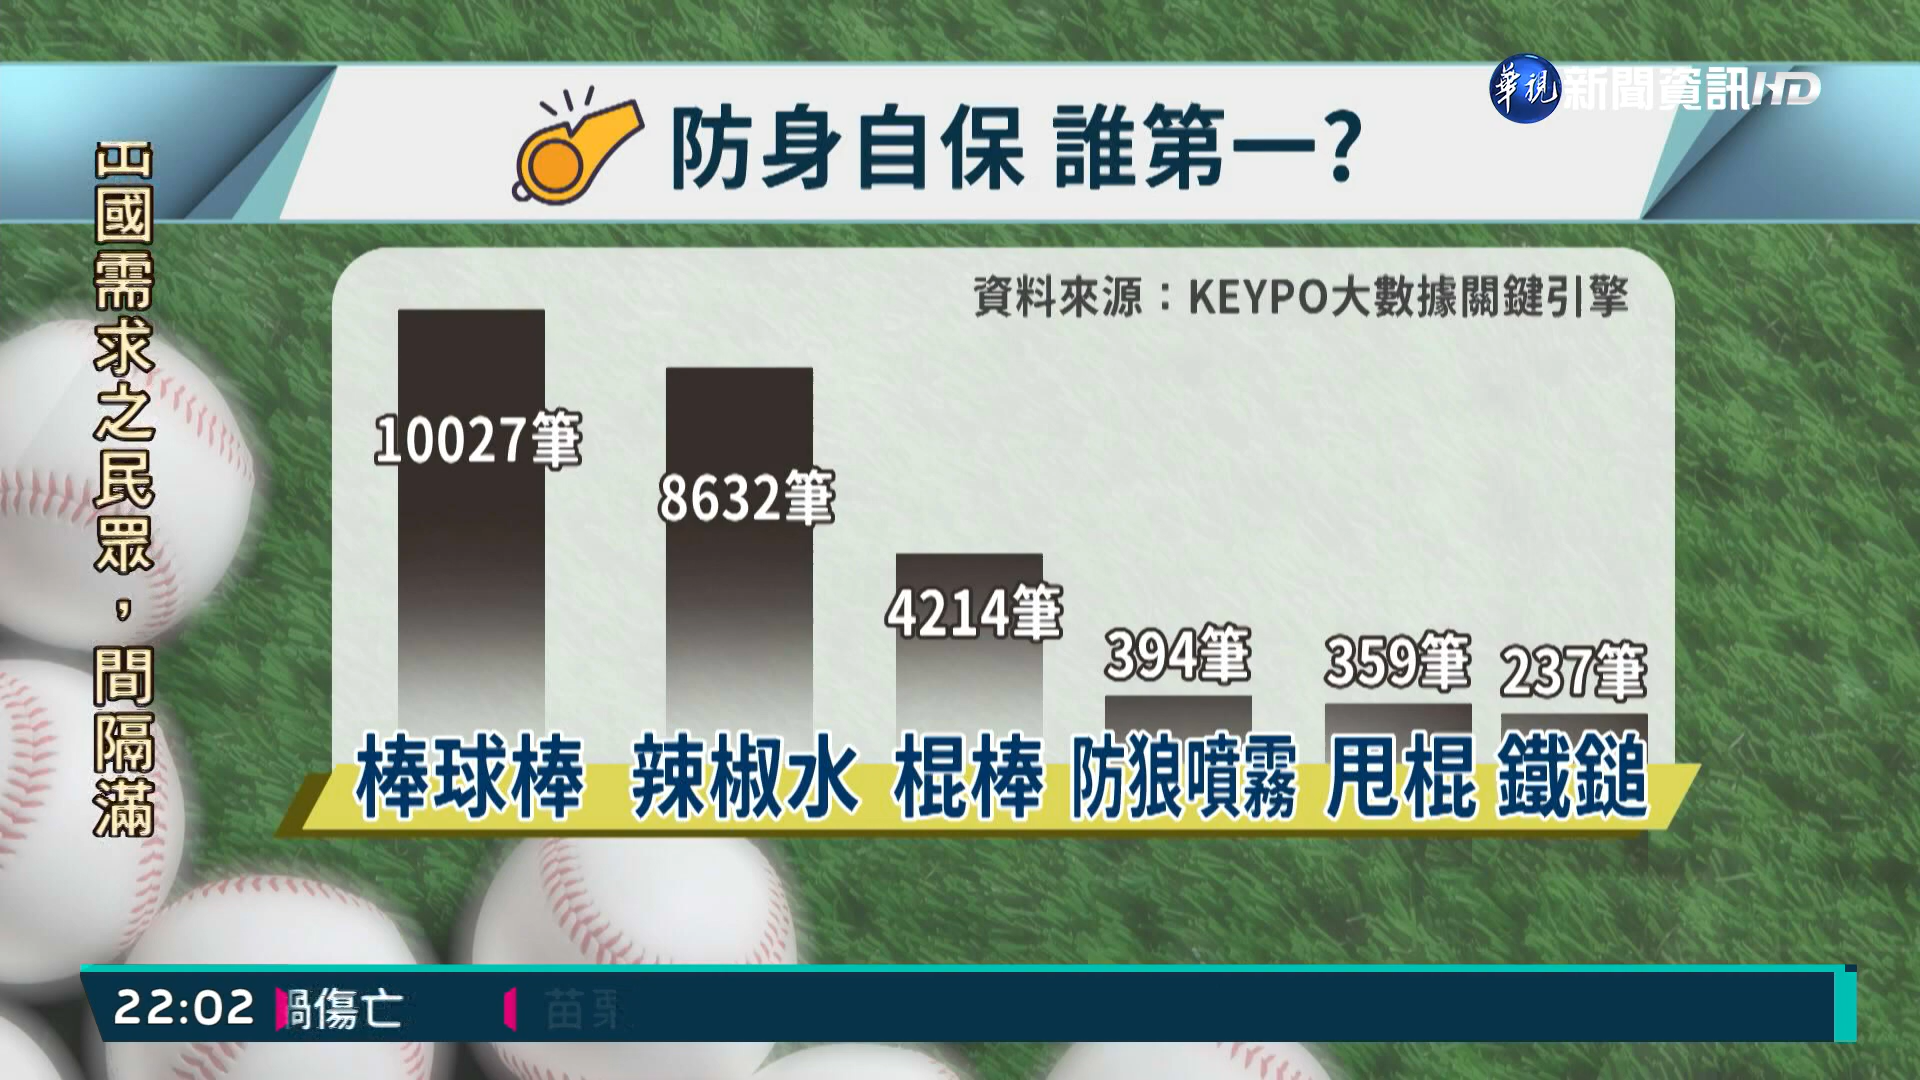 華視新聞資訊HD
防身自保 誰第一?
資料來源：KEYPO大數據關鍵引擎
出國需求之民眾，間隔滿
10027筆
8632筆
4214筆
394筆
359筆
237筆
棒球棒 辣椒水 棍棒 防狼噴霧 甩棍 鐵鎚
22:02 禍傷亡 苗栗